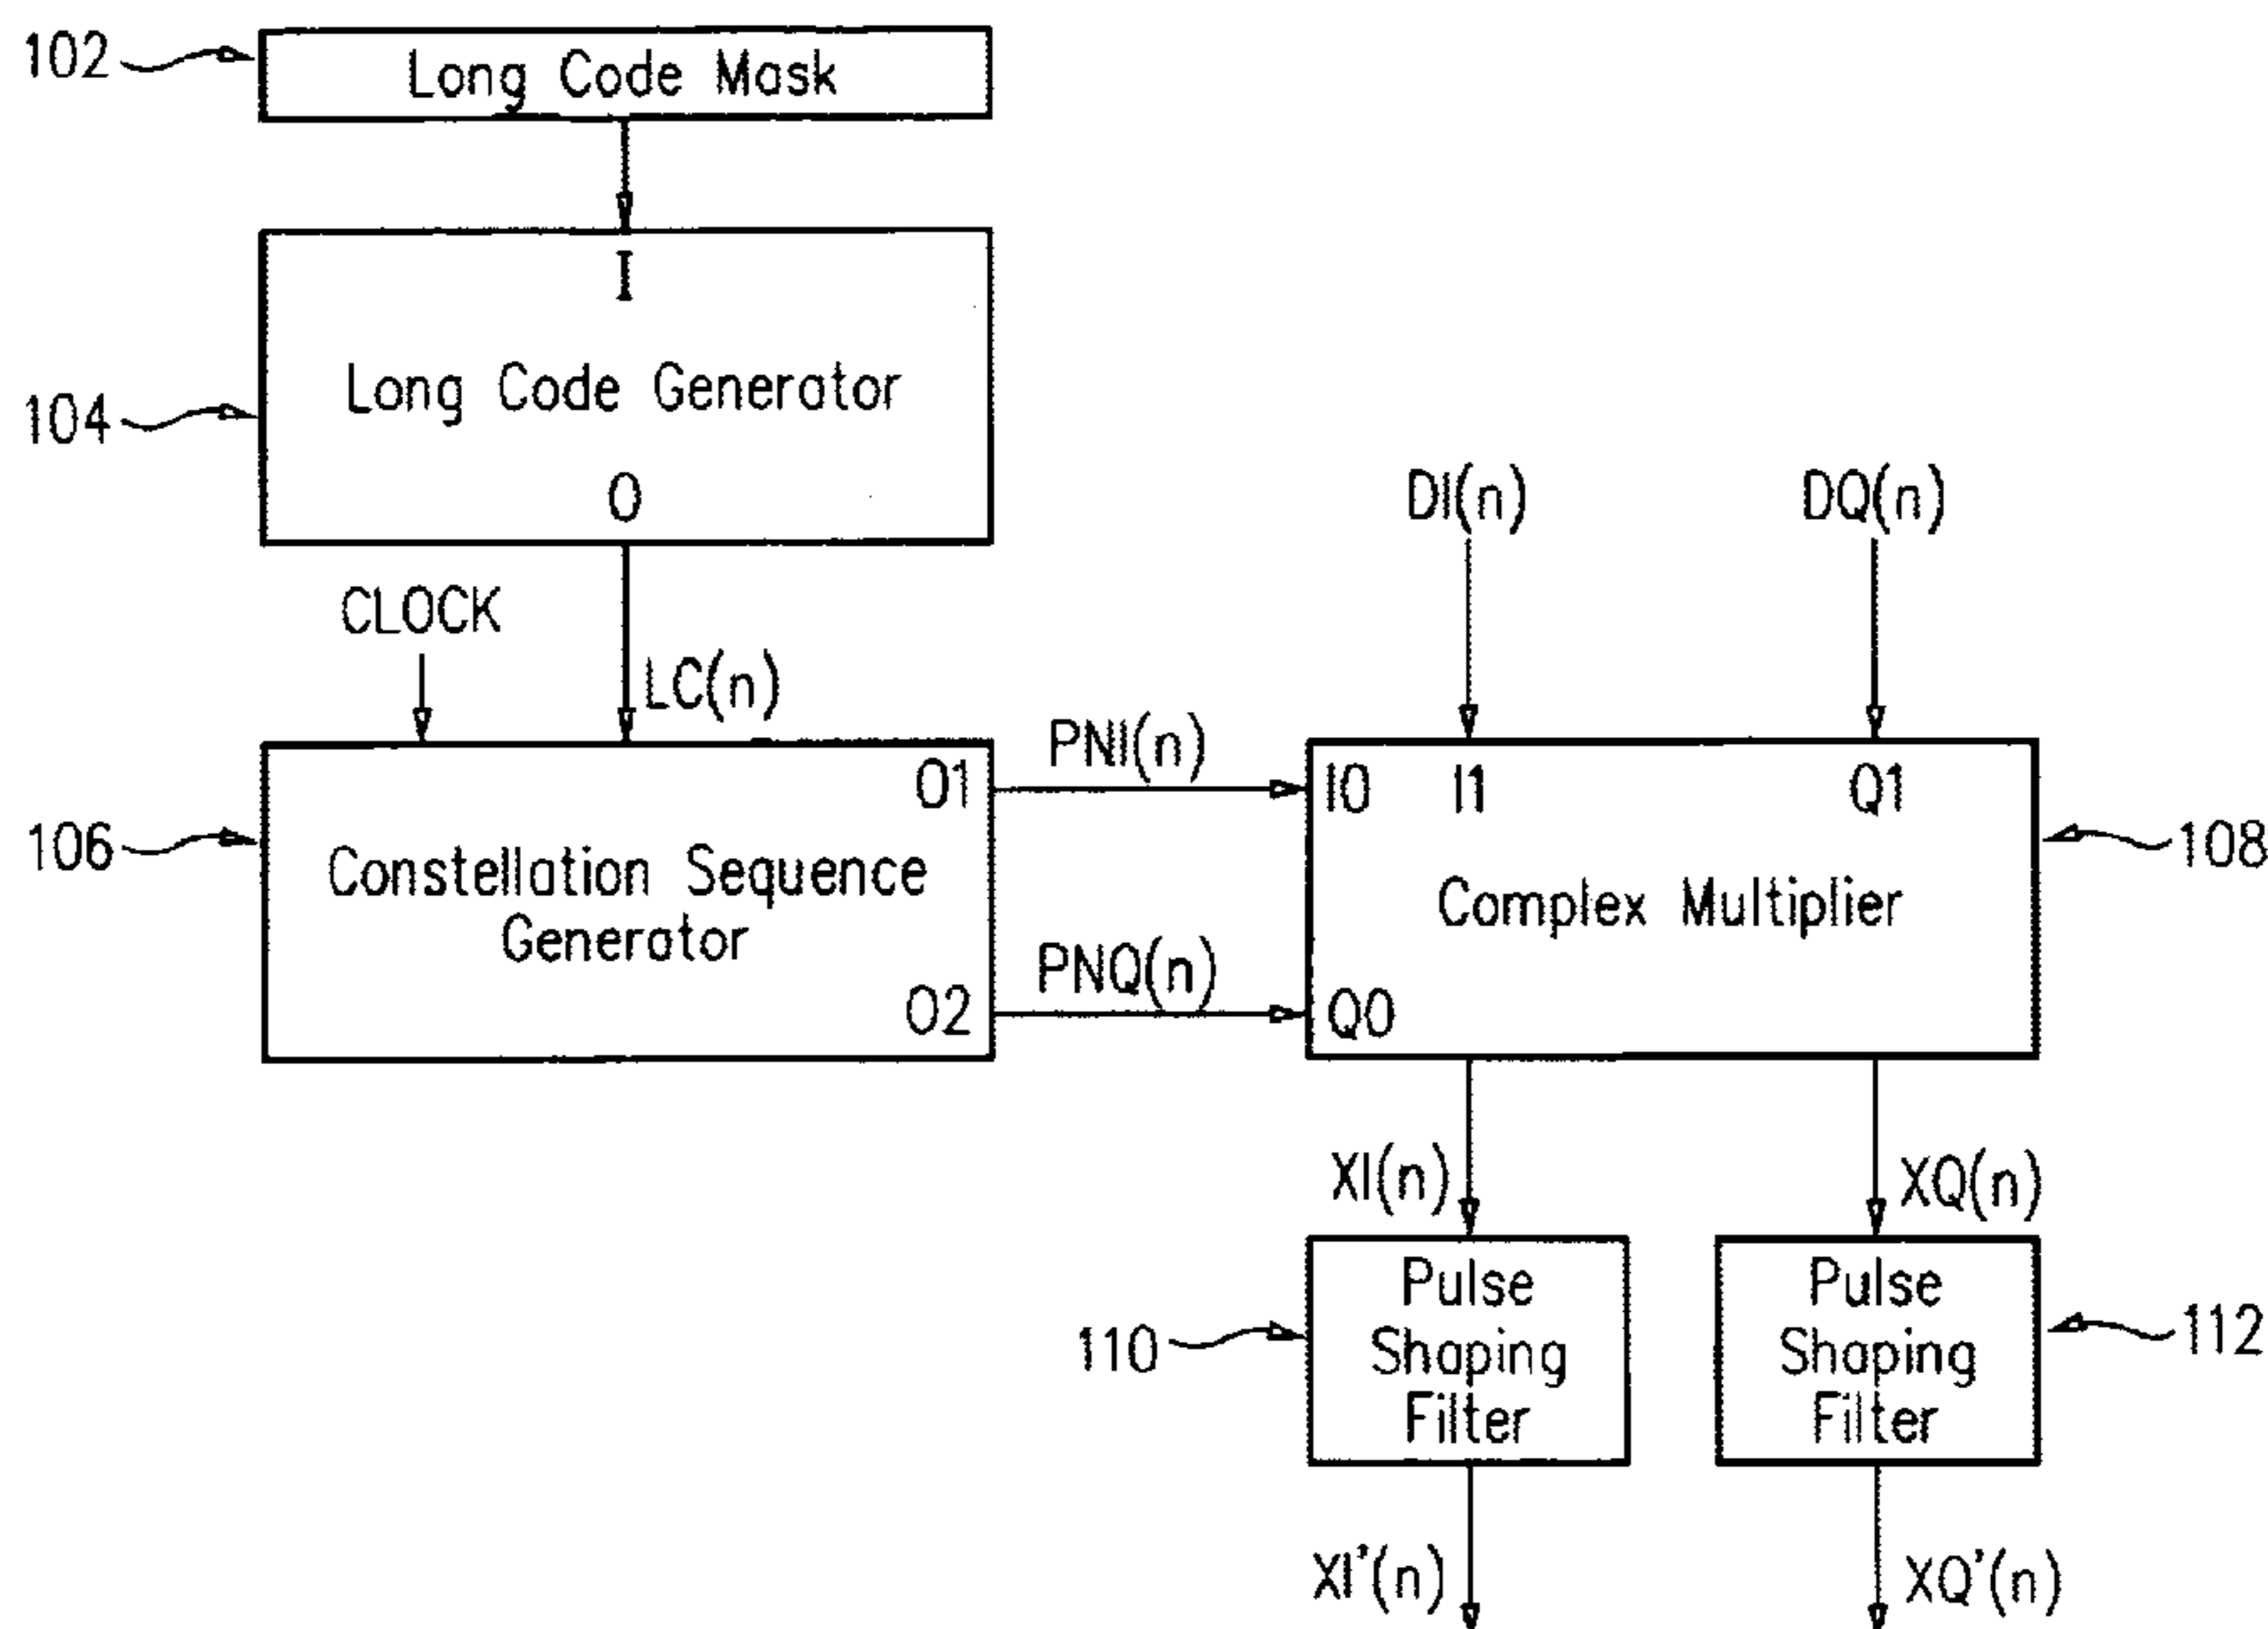 102
Long Code Mask
I
Long Code Generator
104
O
DI(n)
DQ(n)
CLOCK
LC(n)
PNI(n)
O1
I0
I1
Q1
106
Constellation Sequence
Generator
Complex Multiplier
108
PNQ(n)
O2
Q0
XI(n)
XQ(n)
Pulse
Shaping
Filter
110
Pulse
Shaping
Filter
112
XI'(n)
XQ'(n)